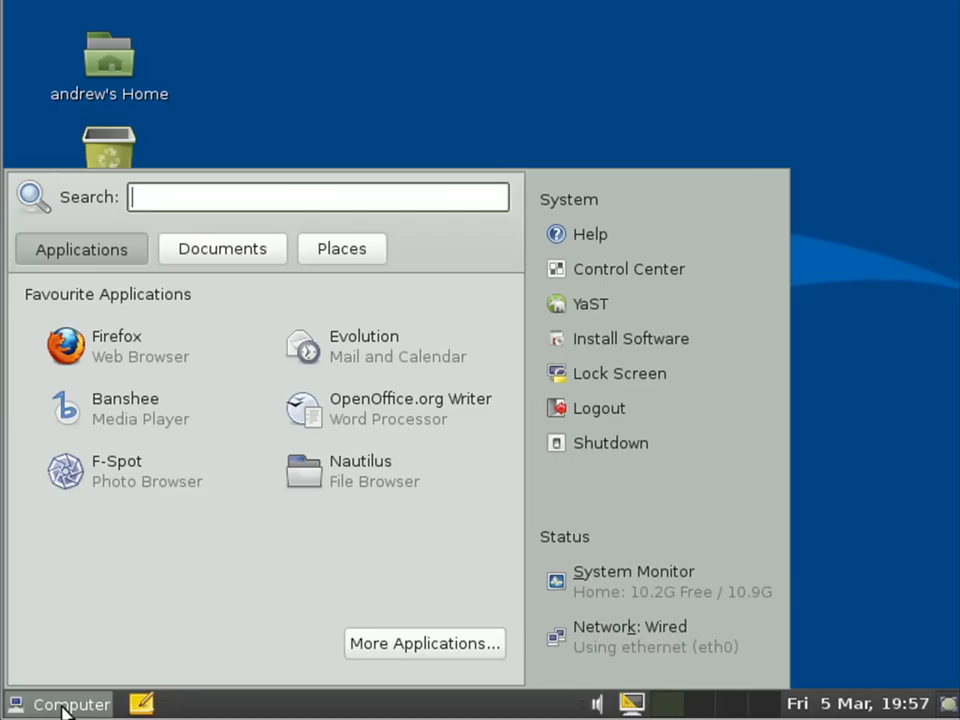 andrew's Home
Search:
Applications
Documents
Places
Favourite Applications
Firefox
Web Browser
Evolution
Mail and Calendar
Banshee
Media Player
OpenOffice.org Writer
Word Processor
F-Spot
Photo Browser
Nautilus
File Browser
More Applications...
System
Help
Control Center
YaST
Install Software
Lock Screen
Logout
Shutdown
Status
System Monitor
Home: 10.2G Free / 10.9G
Network: Wired
Using ethernet (eth0)
Computer
Fri 5 Mar, 19:57